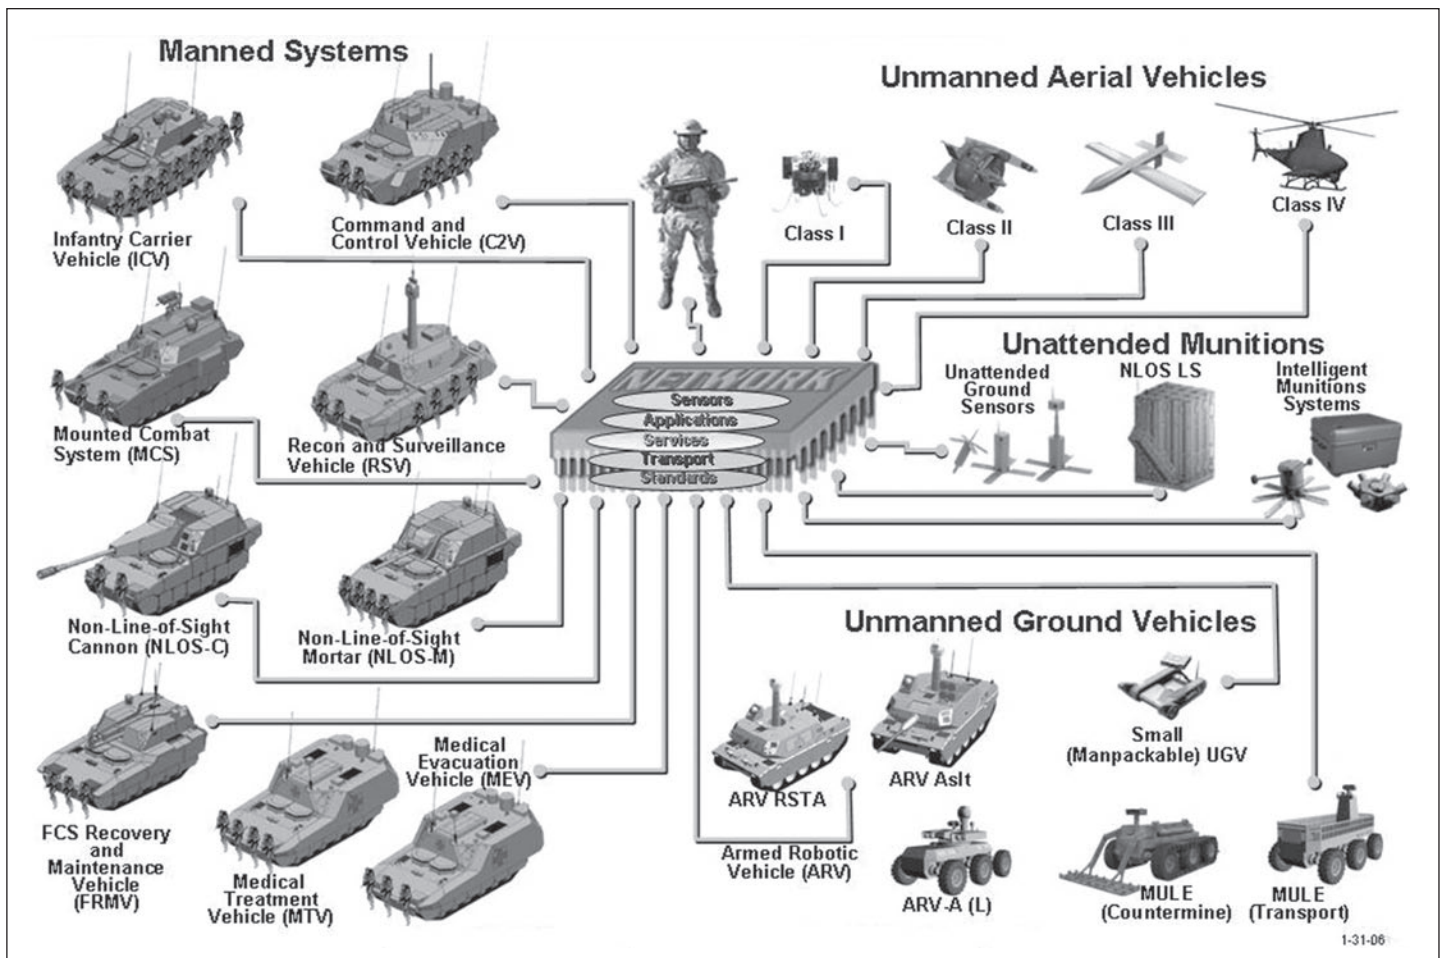 Manned Systems
Unmanned Aerial Vehicles
Infantry Carrier
Vehicle (ICV)
Command and
Control Vehicle (C2V)
Class I
Class II
Class III
Class IV
Mounted Combat
System (MCS)
Recon and Surveillance
Vehicle (RSV)
NETWORK
Sensors
Applications
Services
Transport
Standards
Unattended Munitions
Unattended
Ground
Sensors
NLOS LS
Intelligent
Munitions
Systems
Non-Line-of-Sight
Cannon (NLOS-C)
Non-Line-of-Sight
Mortar (NLOS-M)
Unmanned Ground Vehicles
FCS Recovery
and
Maintenance
Vehicle
(FRMV)
Medical
Treatment
Vehicle (MTV)
Medical
Evacuation
Vehicle (MEV)
ARV RSTA
ARV Aslt
Small
(Manpackable) UGV
Armed Robotic
Vehicle (ARV)
ARV-A (L)
MULE
(Countermine)
MULE
(Transport)
1-31-06